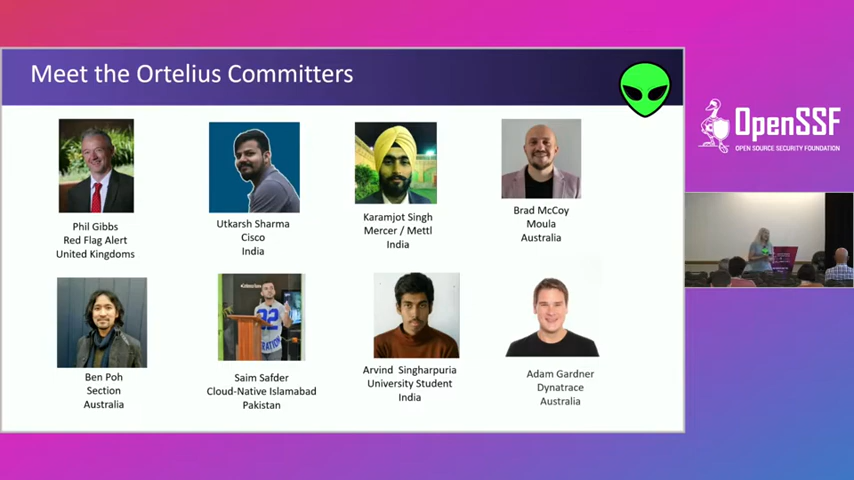 Meet the Ortelius Committers
OpenSSF
OPEN SOURCE SECURITY FOUNDATION
Phil Gibbs
Red Flag Alert
United Kingdoms
Utkarsh Sharma
Cisco
India
Karamjot Singh
Mercer / Mettl
India
Brad McCoy
Moula
Australia
Ben Poh
Section
Australia
Saim Safder
Cloud-Native Islamabad
Pakistan
Arvind Singharpuria
University Student
India
Adam Gardner
Dynatrace
Australia